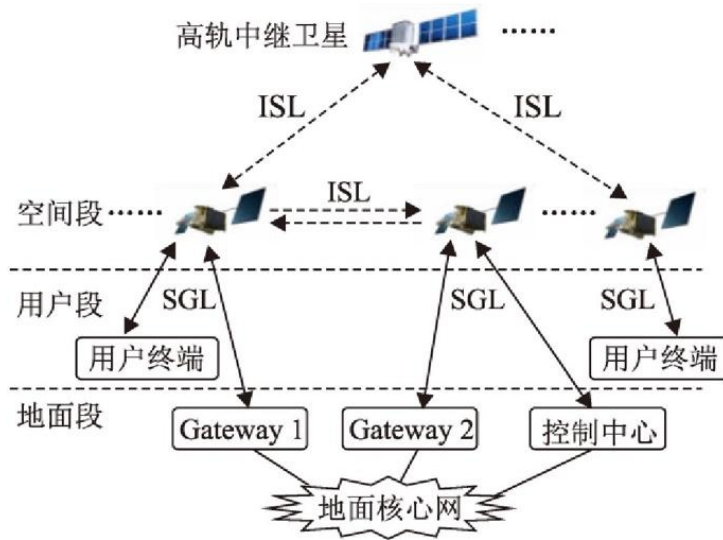 高轨中继卫星 ……
ISL
ISL
空间段 ……
ISL
……
用户段
SGL
SGL
SGL
用户终端
用户终端
地面段
Gateway 1
Gateway 2
控制中心
地面核心网